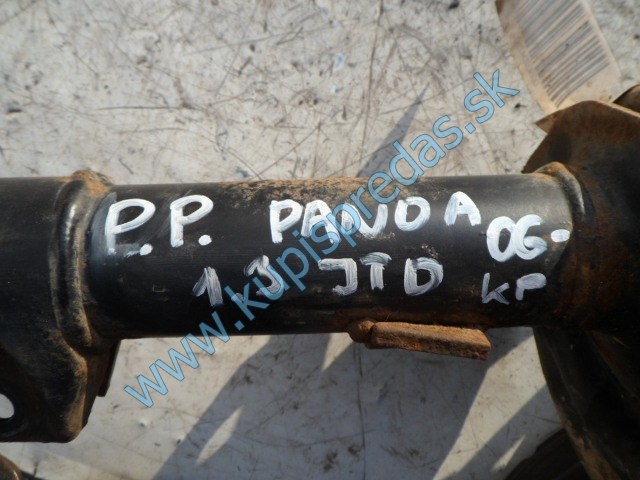 P.P. PANDA 06-
1.3 JTD KP
www.kupispredas.sk